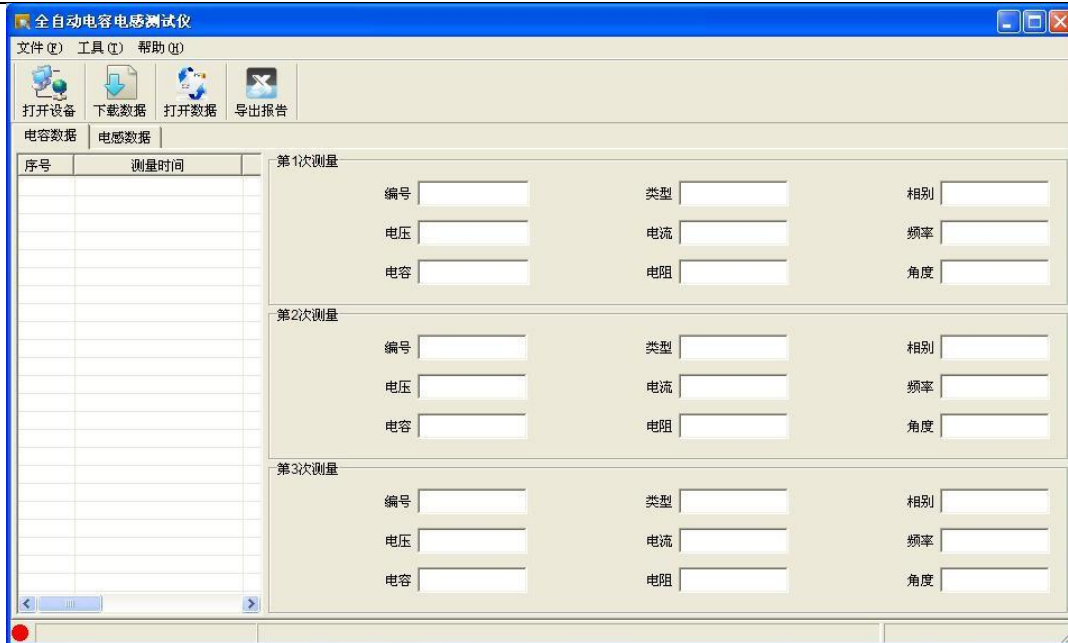 全自动电容电感测试仪
文件(F) 工具(T) 帮助(H)
打开设备 下载数据 打开数据 导出报告
电容数据 电感数据
序号 测量时间
第1次测量
编号 类型 相别
电压 电流 频率
电容 电阻 角度
第2次测量
编号 类型 相别
电压 电流 频率
电容 电阻 角度
第3次测量
编号 类型 相别
电压 电流 频率
电容 电阻 角度